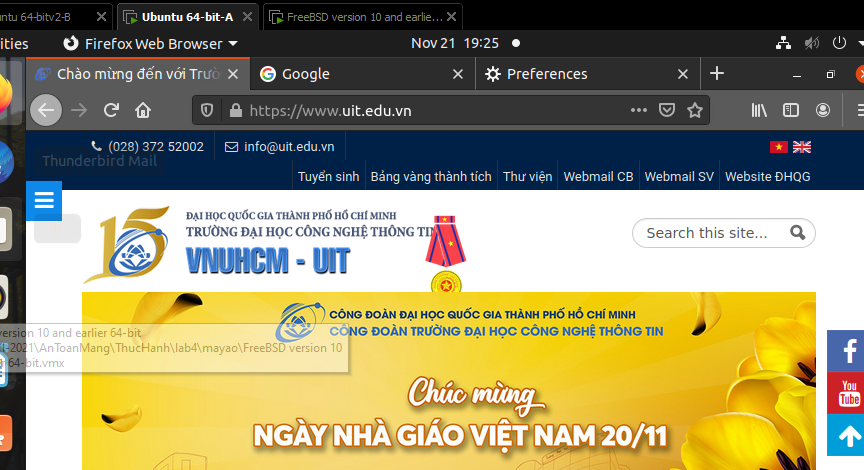 ntu 64-bitv2-B
Ubuntu 64-bit-A
FreeBSD version 10 and earlie...
ities
Firefox Web Browser
Nov 21 19:25
Chào mừng đến với Trườ
Google
Preferences
https://www.uit.edu.vn
(028) 372 52002
info@uit.edu.vn
Thunderbird Mail
Tuyển sinh
Bảng vàng thành tích
Thư viện
Webmail CB
Webmail SV
Website ĐHQG
15
ĐẠI HỌC QUỐC GIA THÀNH PHỐ HỒ CHÍ MINH
TRƯỜNG ĐẠI HỌC CÔNG NGHỆ THÔNG TIN
VNUHCM - UIT
Search this site...
CÔNG ĐOÀN ĐẠI HỌC QUỐC GIA THÀNH PHỐ HỒ CHÍ MINH
CÔNG ĐOÀN TRƯỜNG ĐẠI HỌC CÔNG NGHỆ THÔNG TIN
version 10 and earlier 64-bit
I-2021\AnToanMang\ThucHanh\lab4\mayao\FreeBSD version 10
r 64-bit.vmx
Chúc mừng
NGÀY NHÀ GIÁO VIỆT NAM 20/11
You
Tube